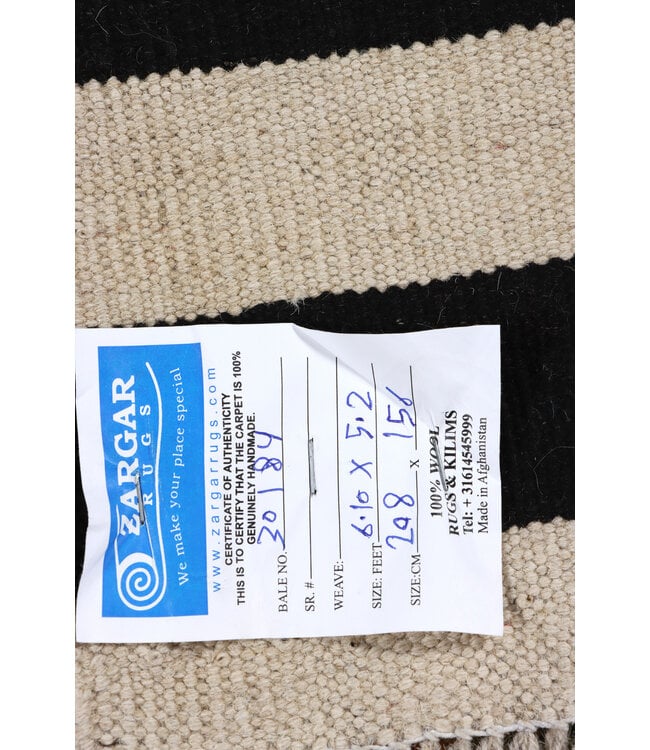 ZARGAR
RUGS
We make your place special
www.zargarrugs.com
CERTIFICATE OF AUTHENTICITY
THIS IS TO CERTIFY THAT THE CARPET IS 100%
GENUINELY HANDMADE.
BALE NO. 30189
SR. #
WEAVE:
SIZE: FEET 6.10 X 5.2
SIZE:CM 208 X 158
100% WOOL
RUGS & KILIMS
Tel: + 31614545999
Made in Afghanistan